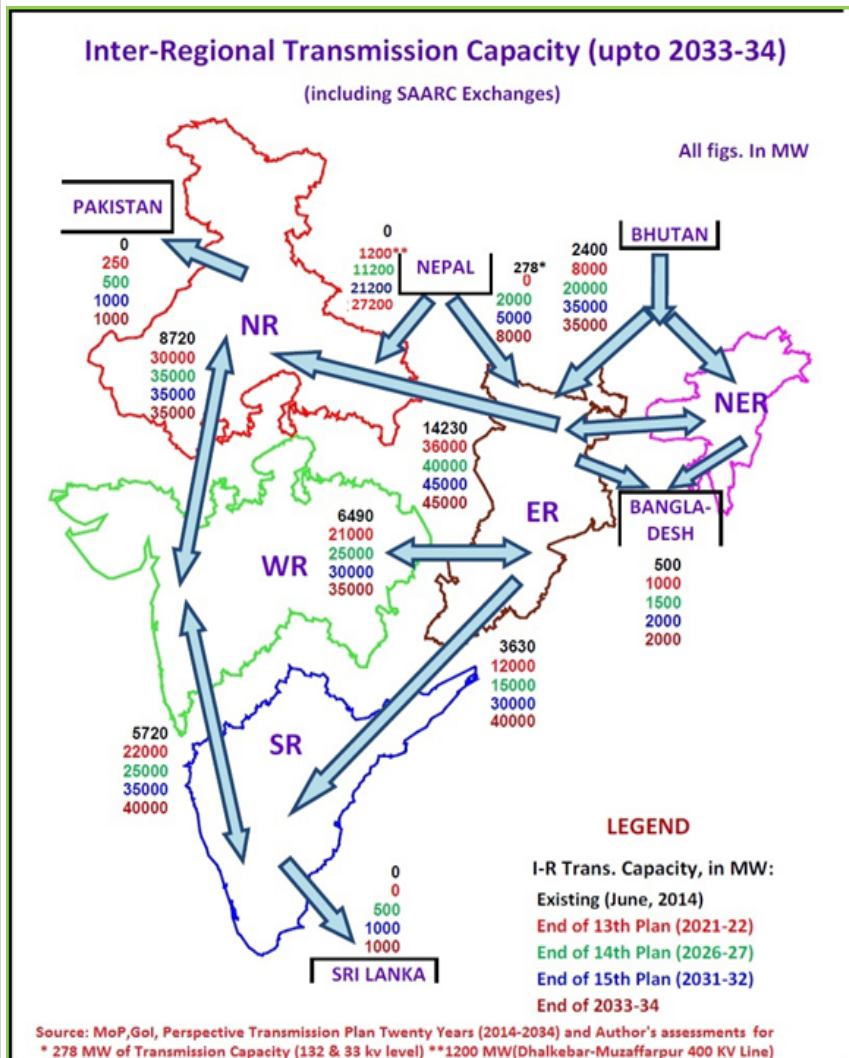 Inter-Regional Transmission Capacity (upto 2033-34)
(including SAARC Exchanges)
All figs. In MW
PAKISTAN
0
250
500
1000
1000
0
1200**
11200
21200
27200
NEPAL
278*
0
2000
5000
8000
2400
8000
20000
35000
35000
BHUTAN
NR
8720
30000
35000
35000
35000
NER
14230
36000
40000
45000
45000
ER
BANGLA-
DESH
500
1000
1500
2000
2000
WR
6490
21000
25000
30000
35000
3630
12000
15000
30000
40000
SR
5720
22000
25000
35000
40000
0
0
500
1000
1000
SRI LANKA
LEGEND
I-R Trans. Capacity, in MW:
Existing (June, 2014)
End of 13th Plan (2021-22)
End of 14th Plan (2026-27)
End of 15th Plan (2031-32)
End of 2033-34
Source: MoP,GoI, Perspective Transmission Plan Twenty Years (2014-2034) and Author's assessments for
* 278 MW of Transmission Capacity (132 & 33 kv level) **1200 MW(Dhalkebar-Muzaffarpur 400 KV Line)